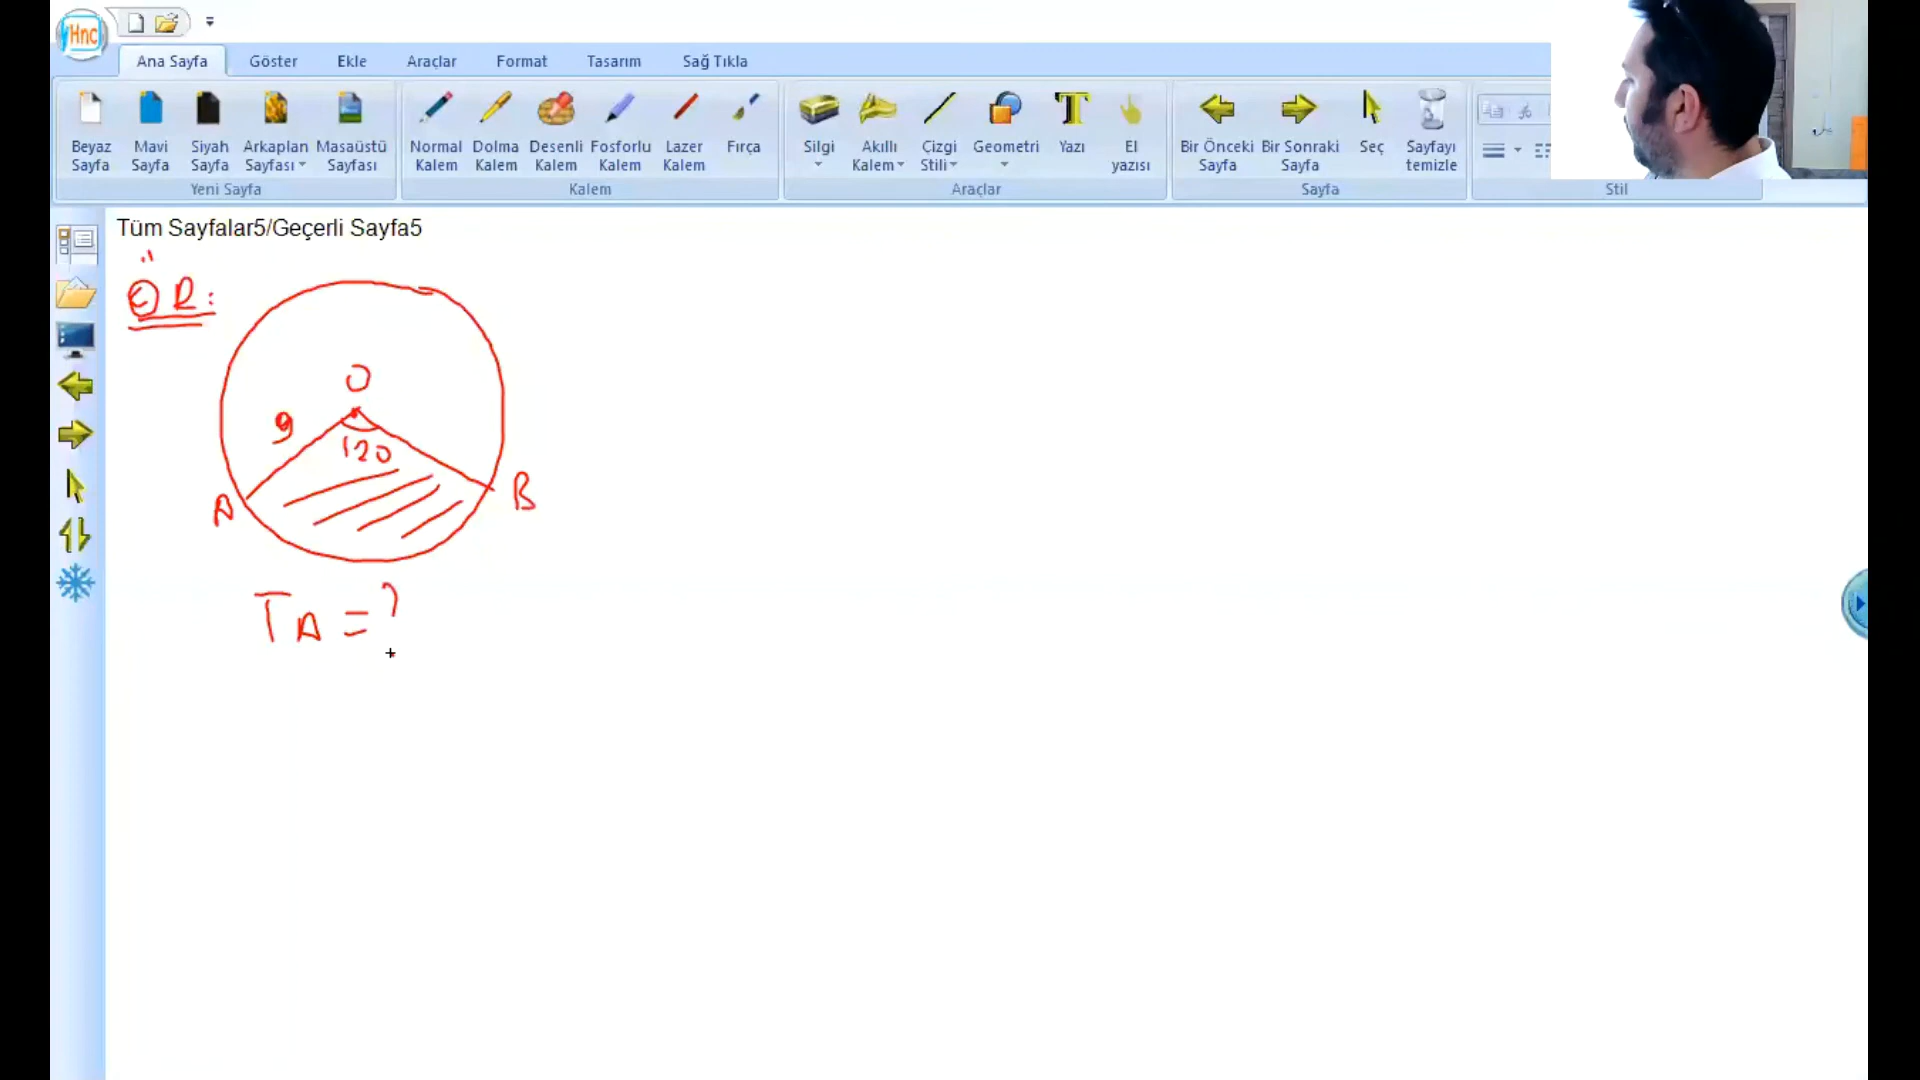 Hnc
Ana Sayfa Göster Ekle Araçlar Format Tasarım Sağ Tıkla
Beyaz Sayfa
Mavi Sayfa
Siyah Sayfa
Arkaplan Sayfası
Masaüstü Sayfası
Yeni Sayfa
Normal Kalem
Dolma Kalem
Desenli Kalem
Fosforlu Kalem
Lazer Kalem
Fırça
Kalem
Silgi
Akıllı Kalem
Çizgi Stili
Geometri
Yazı
El yazısı
Araçlar
Bir Önceki Sayfa
Bir Sonraki Sayfa
Seç
Sayfayı temizle
Sayfa
Stil
Tüm Sayfalar5/Geçerli Sayfa5
ÖR:
O
9
120
A
B
TA = ?